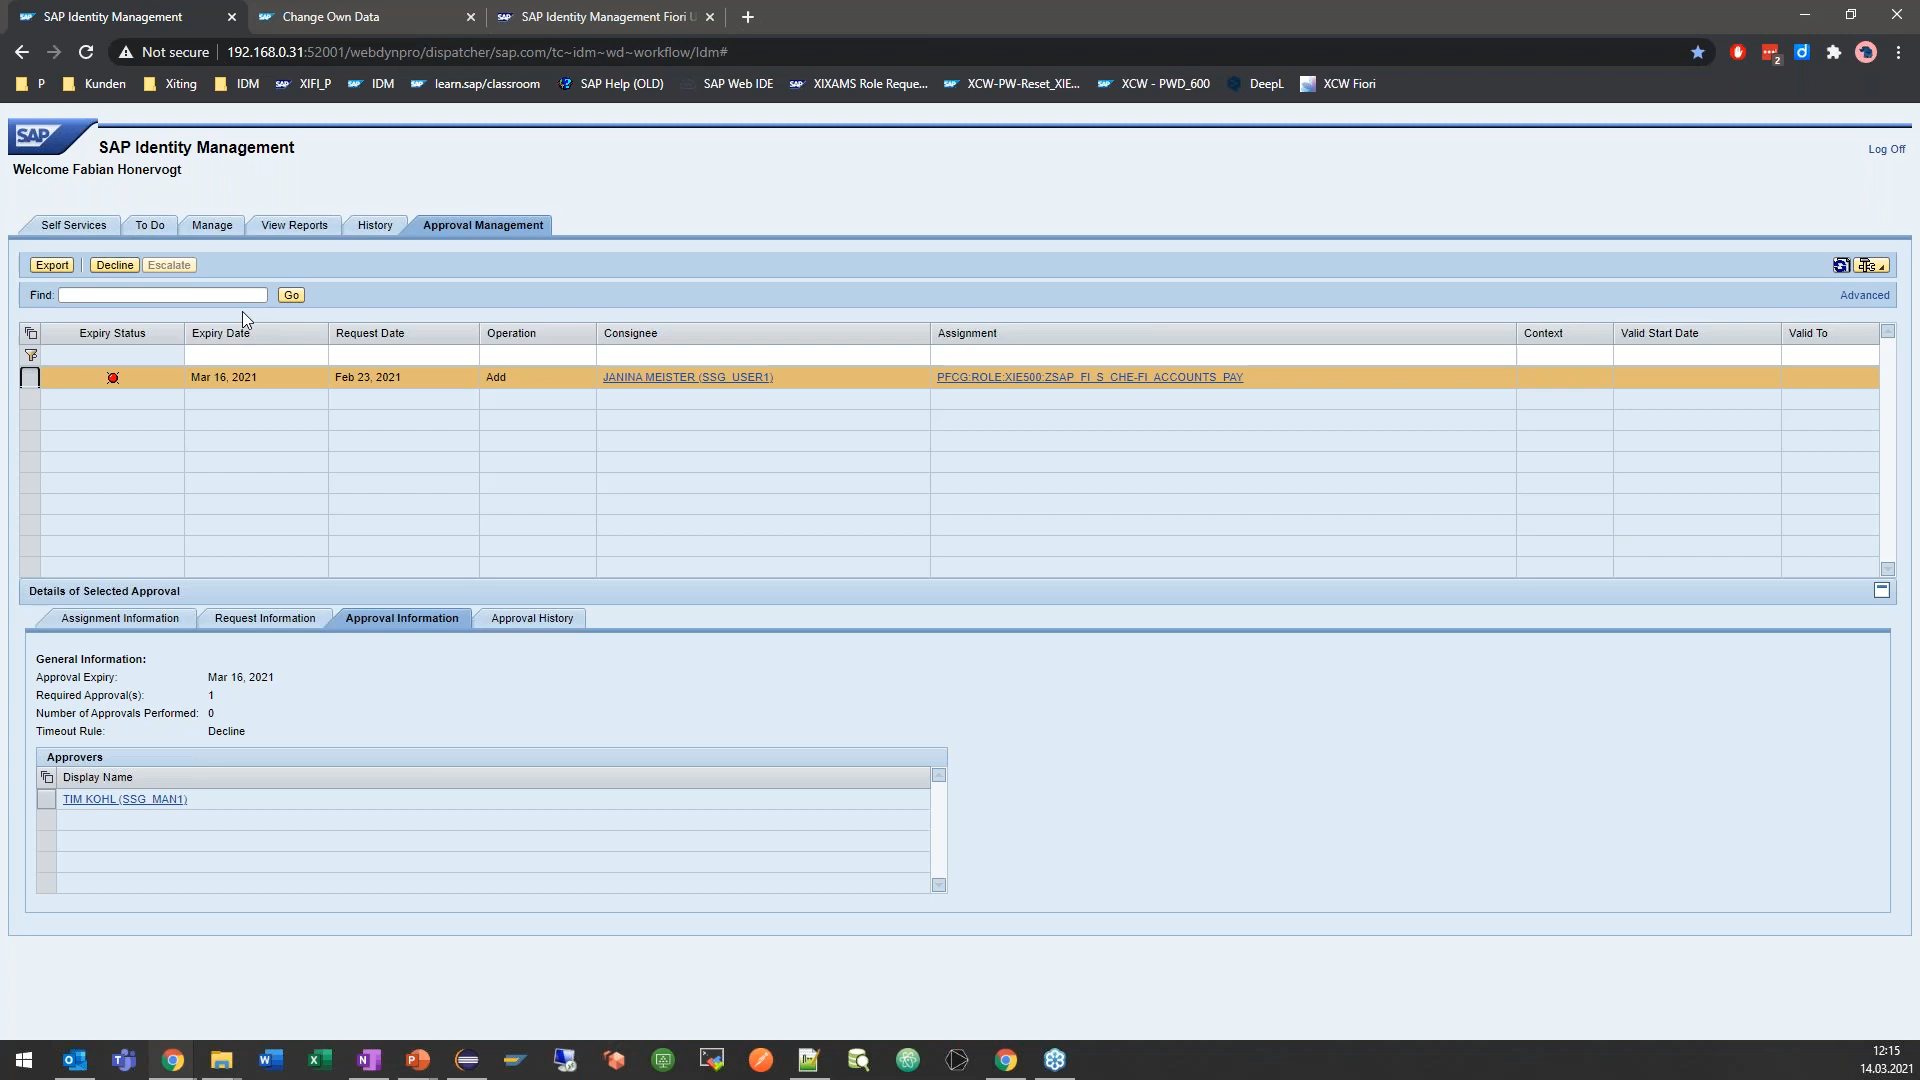 SAP Identity Management
Change Own Data
SAP Identity Management Fiori U
Not secure
192.168.0.31:52001/webdynpro/dispatcher/sap.com/tc~idm~wd~workflow/Idm#
2
P
Kunden
Xiting
IDM
XIFI_P
IDM
learn.sap/classroom
SAP Help (OLD)
SAP Web IDE
XIXAMS Role Reque...
XCW-PW-Reset_XIE...
XCW - PWD_600
DeepL
XCW Fiori
SAP
SAP Identity Management
Log Off
Welcome Fabian Honervogt
Self Services
To Do
Manage
View Reports
History
Approval Management
Export
Decline
Escalate
Find:
Go
Advanced
Expiry Status
Expiry Date
Request Date
Operation
Consignee
Assignment
Context
Valid Start Date
Valid To
Mar 16, 2021
Feb 23, 2021
Add
JANINA MEISTER (SSG_USER1)
PFCG:ROLE:XIE500:ZSAP_FI_S_CHE-FI_ACCOUNTS_PAY
Details of Selected Approval
Assignment Information
Request Information
Approval Information
Approval History
General Information:
Approval Expiry: Mar 16, 2021
Required Approval(s): 1
Number of Approvals Performed: 0
Timeout Rule: Decline
Approvers
Display Name
TIM KOHL (SSG_MAN1)
12:15
14.03.2021